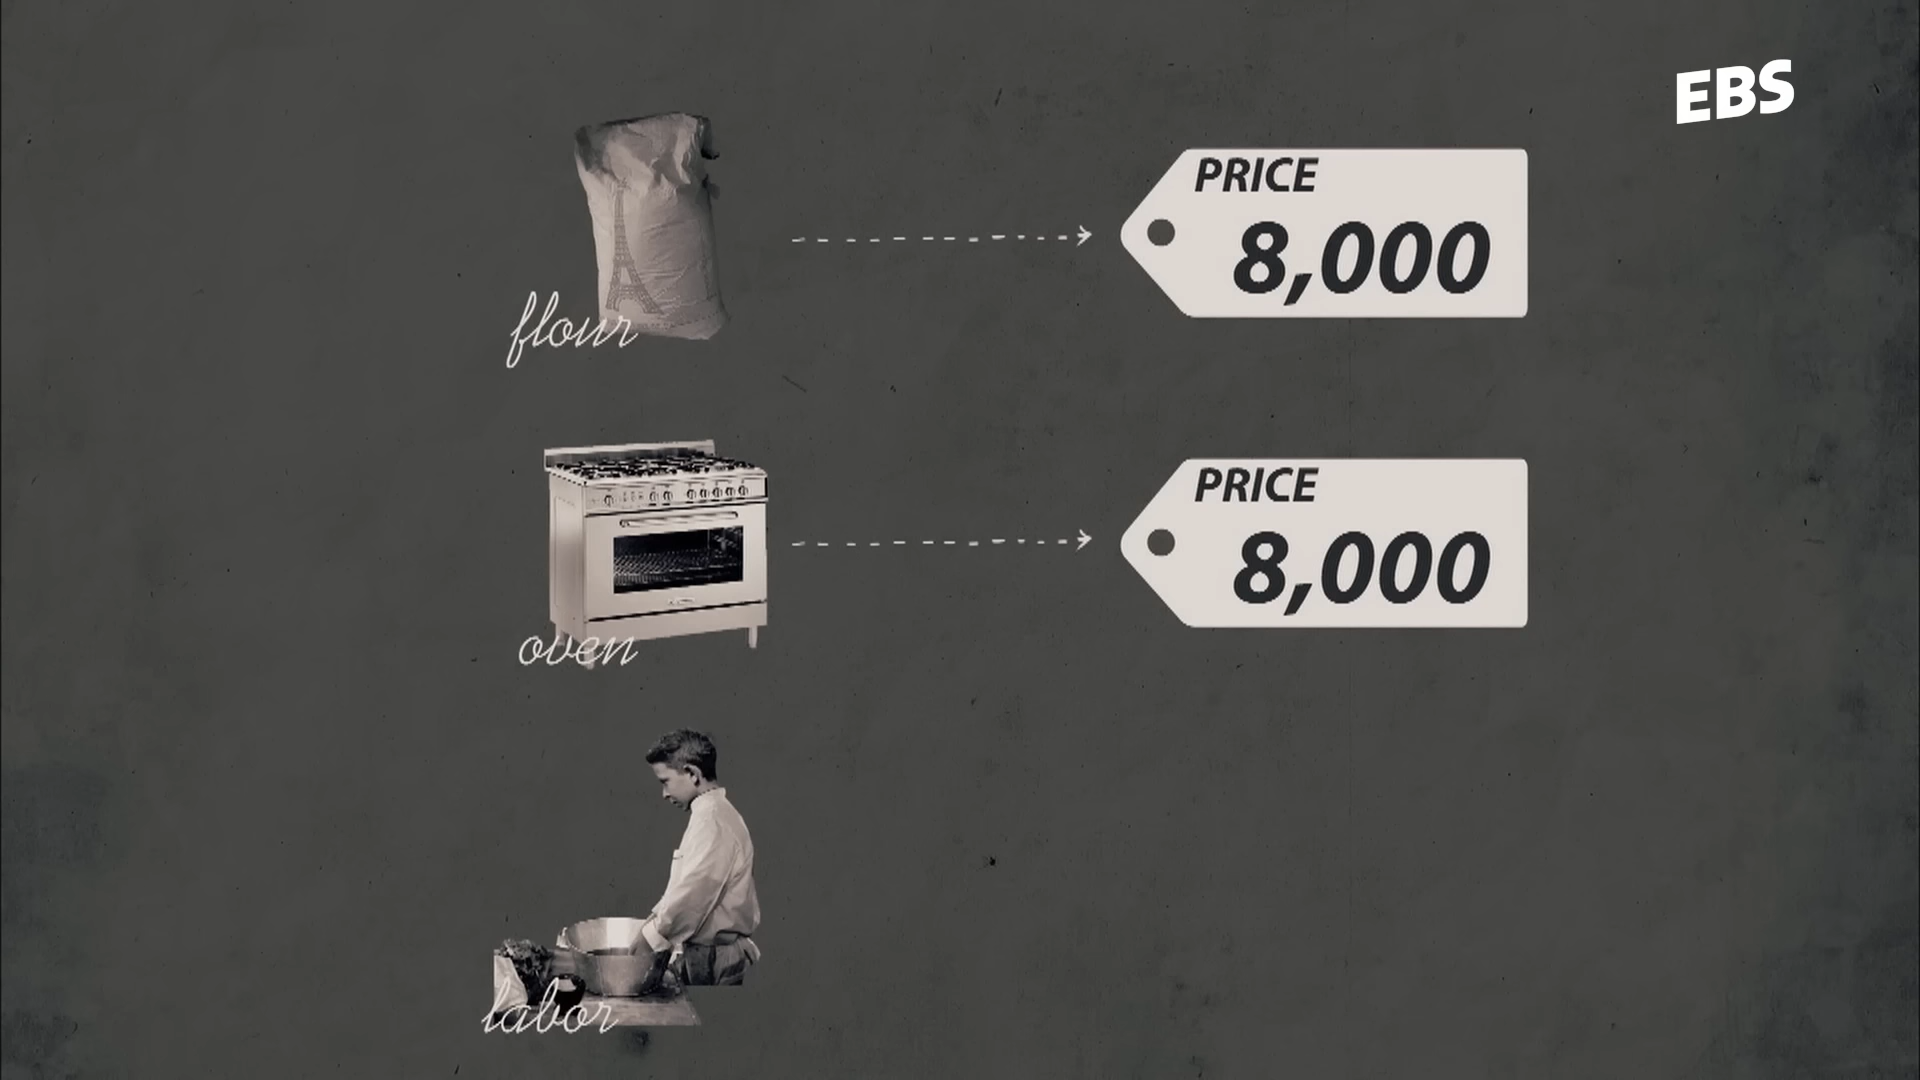 EBS
PRICE
8,000
flour
PRICE
8,000
oven
labor